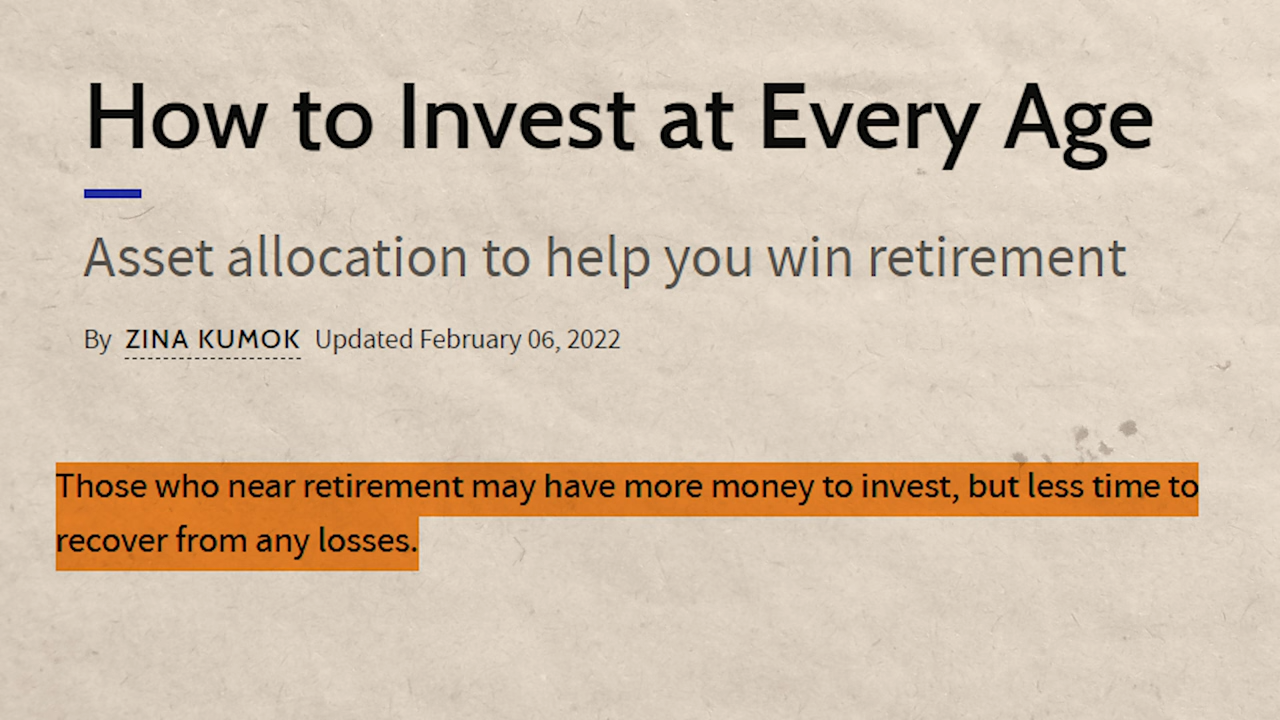 How to Invest at Every Age
Asset allocation to help you win retirement
By ZINA KUMOK Updated February 06, 2022
Those who near retirement may have more money to invest, but less time to
recover from any losses.